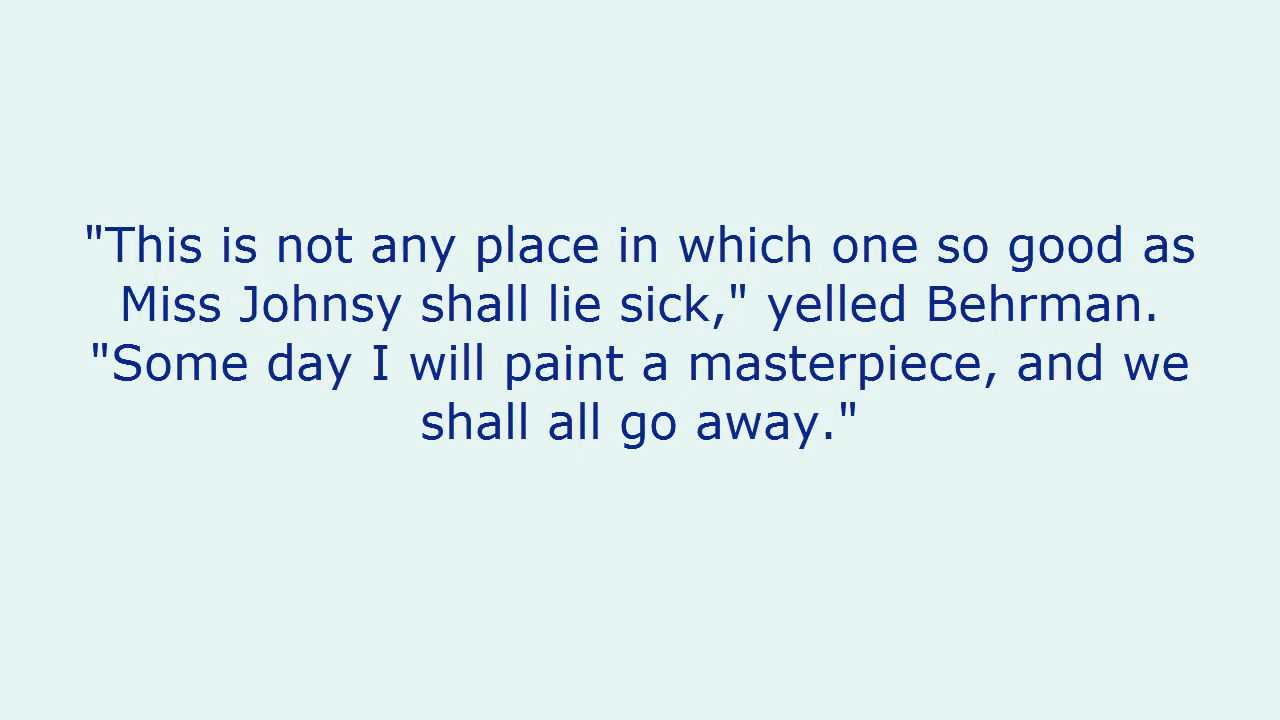 "This is not any place in which one so good as
Miss Johnsy shall lie sick," yelled Behrman.
"Some day I will paint a masterpiece, and we
shall all go away."